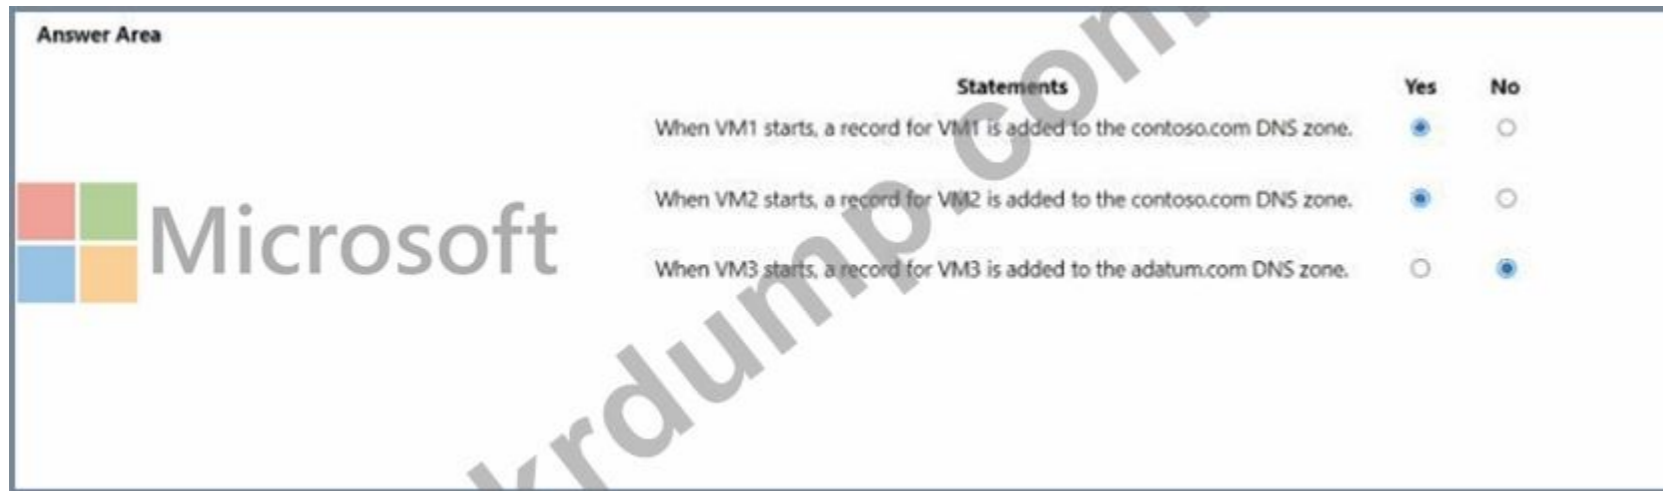 Answer Area
Statements Yes No
When VM1 starts, a record for VM1 is added to the contoso.com DNS zone.
When VM2 starts, a record for VM2 is added to the contoso.com DNS zone.
Microsoft
When VM3 starts, a record for VM3 is added to the adatum.com DNS zone.
krdump.com